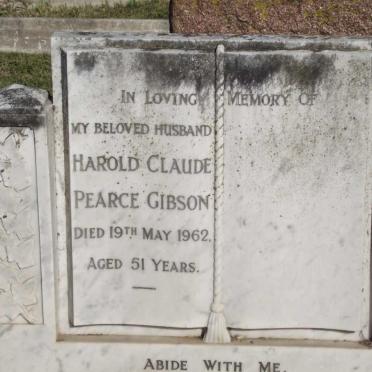 In Loving Memory Of
My Beloved Husband
Harold Claude
Pearce Gibson
Died 19th May 1962.
Aged 51 Years.
Abide With Me.